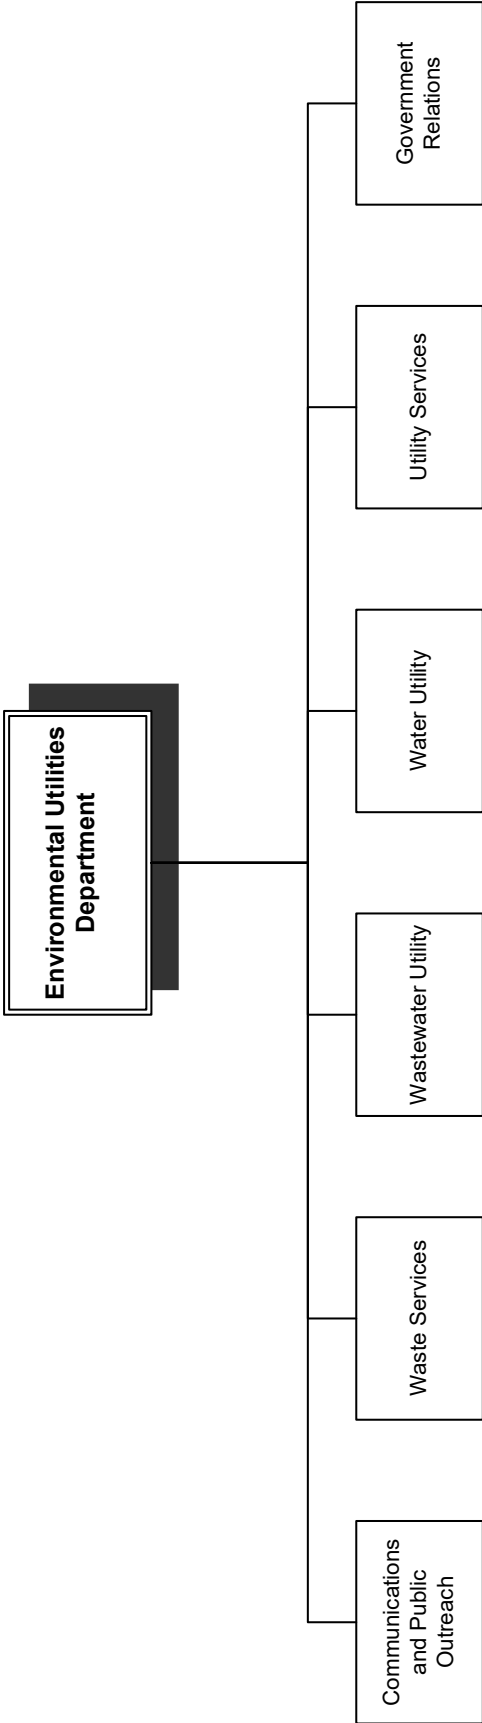 Environmental Utilities
Department
Communications
and Public
Outreach
Waste Services
Wastewater Utility
Water Utility
Utility Services
Government
Relations